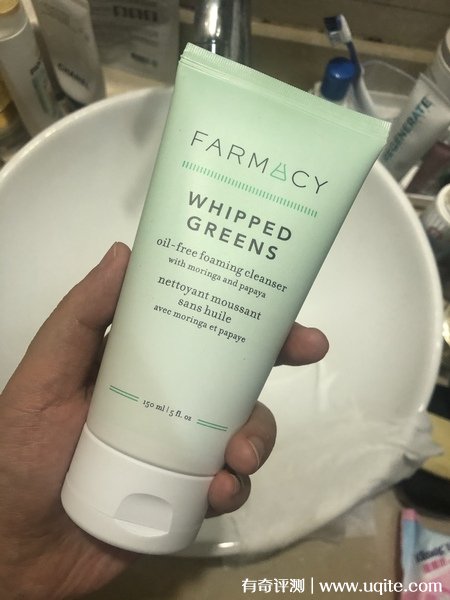 FARMACY
WHIPPED
GREENS
oil-free foaming cleanser
with moringa and papaya
nettoyant moussant
sans huile
avec moringa et papaye
150 ml | 5 fl. oz
REGENERATE
有奇评测 | www.uqite.com